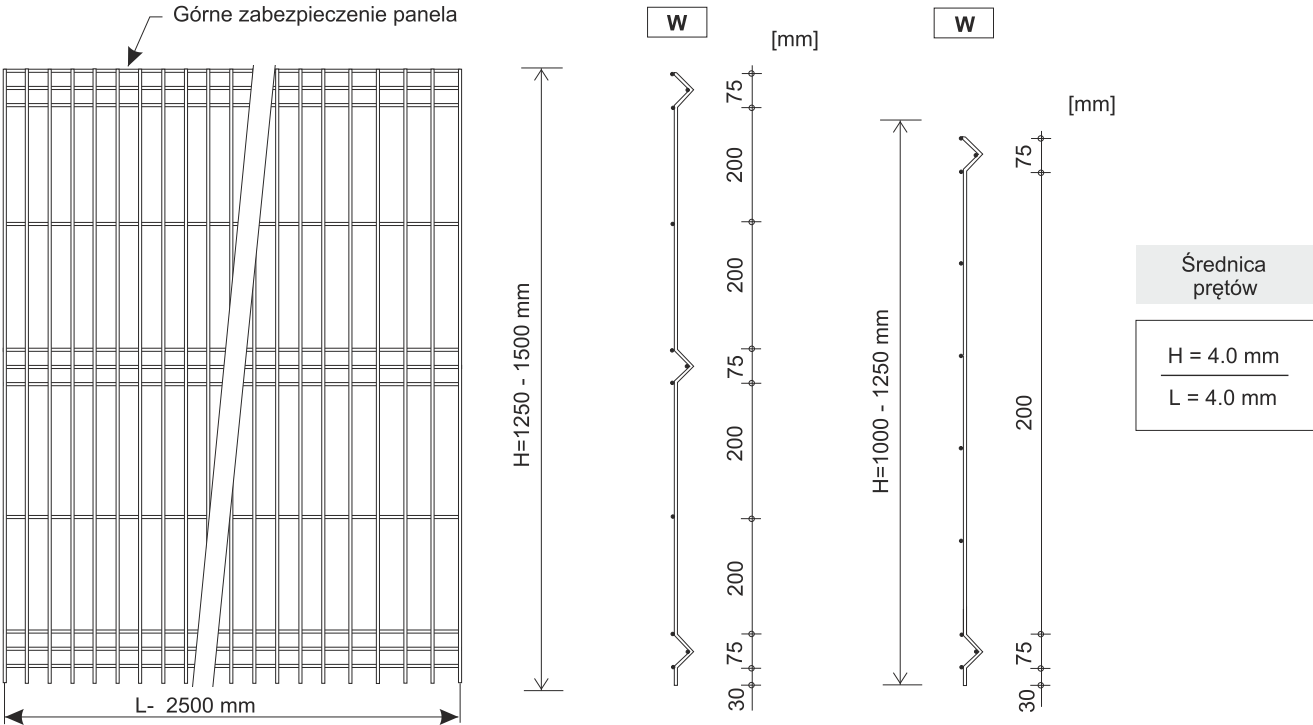 Górne zabezpieczenie panela
L- 2500 mm
H=1250 - 1500 mm
W
[mm]
75
200
200
75
200
200
75
30
H=1000 - 1250 mm
W
[mm]
75
200
75
30
Średnica
prętów
H = 4.0 mm
L = 4.0 mm